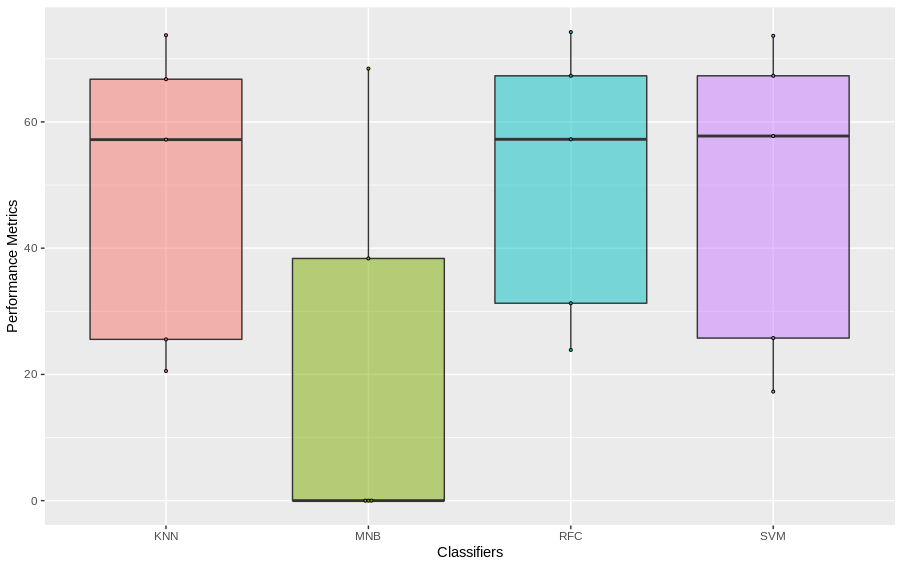 Performance Metrics
60
40
20
0
KNN
MNB
RFC
SVM
Classifiers